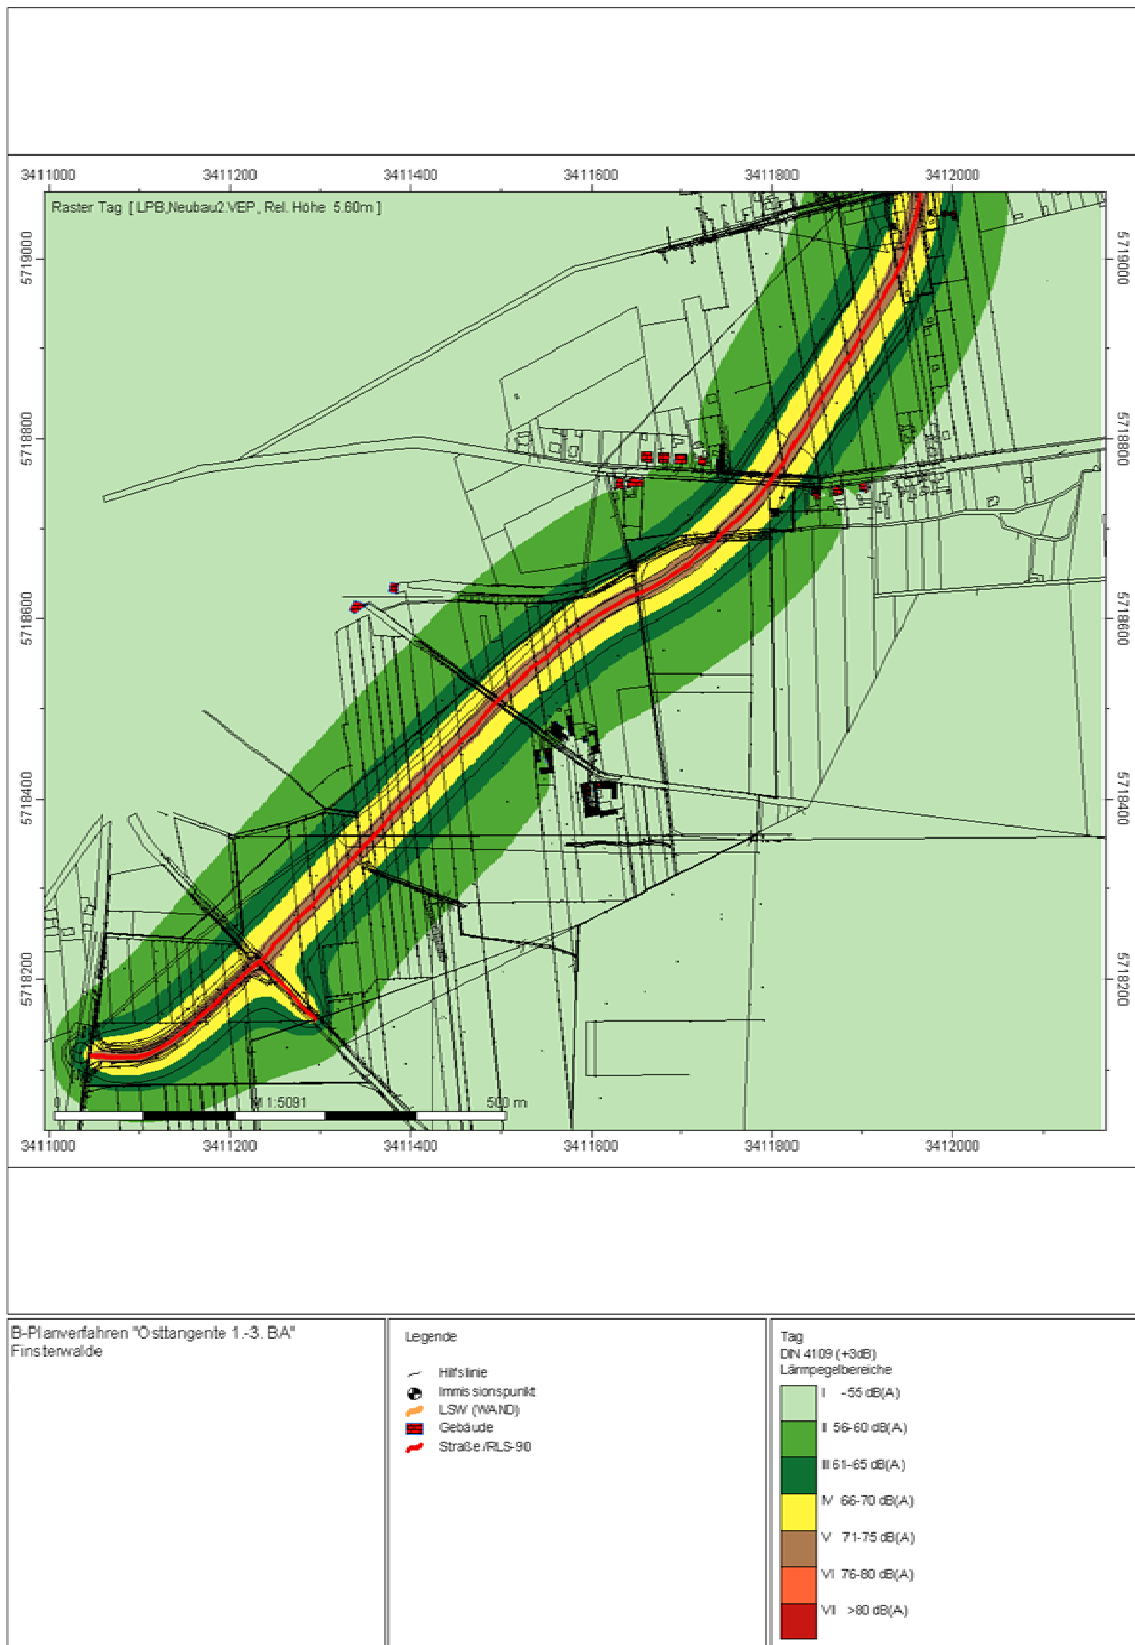 3411000 3411200 3411400 3411600 3411800 3412000
Raster Tag [ LPB,Neubau2.VEP, Rel. Höhe 5.60m ]
5719000 5719000
5718800 5718800
5718600 5718600
5718400 5718400
5718200 5718200
0 M 1:5091 500 m
3411000 3411200 3411400 3411600 3411800 3412000
B-Planverfahren "Osttangente 1.-3. BA"
Finsterwalde
Legende
Hilfslinie
Immissionspunkt
LSW (WAND)
Gebäude
Straße/RLS-90
Tag
DIN 4109 (+3dB)
Lärmpegelbereiche
I -55 dB(A)
II 56-60 dB(A)
III 61-65 dB(A)
IV 66-70 dB(A)
V 71-75 dB(A)
VI 76-80 dB(A)
VII >80 dB(A)